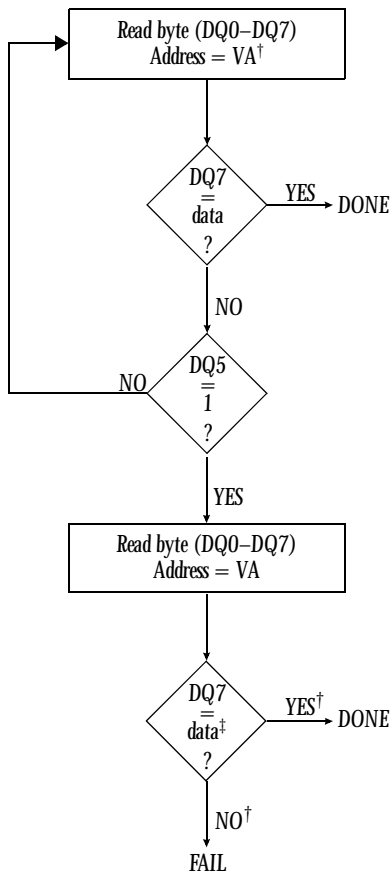 Read byte (DQ0–DQ7)
Address = VA†
DQ7
=
data
?
YES
DONE
NO
DQ5
=
1
?
NO
YES
Read byte (DQ0–DQ7)
Address = VA
DQ7
=
data‡
?
YES†
DONE
NO†
FAIL